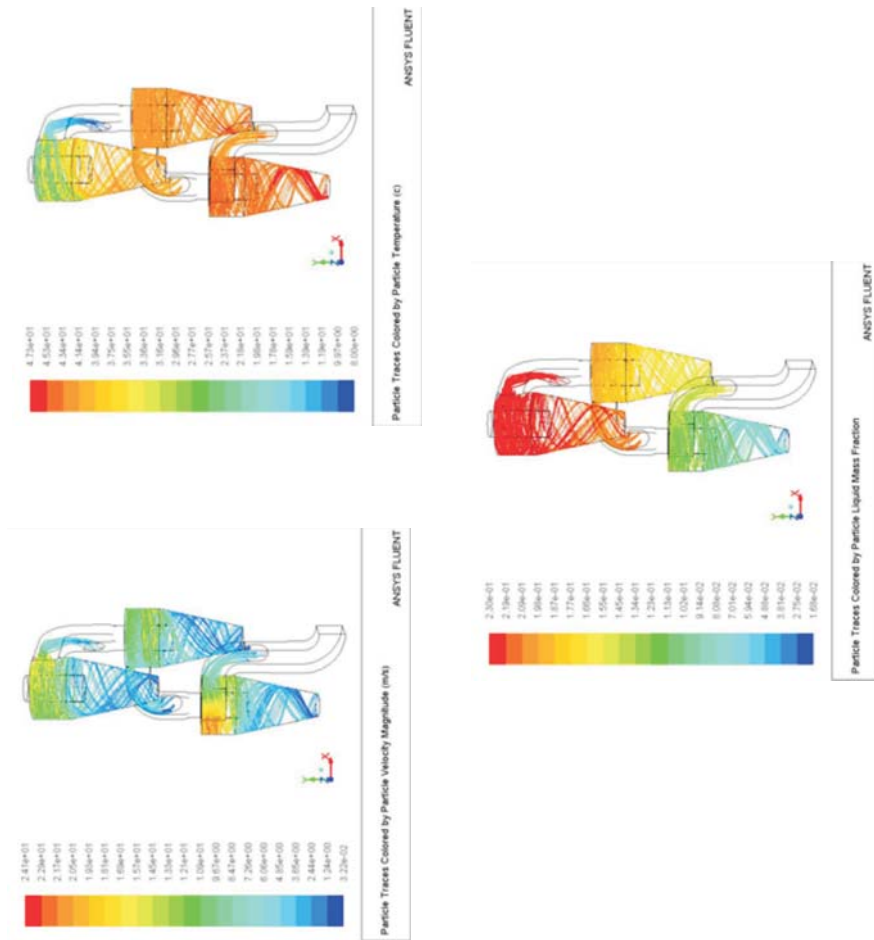 4.73e+01
4.53e+01
4.34e+01
4.14e+01
3.94e+01
3.75e+01
3.55e+01
3.36e+01
3.16e+01
2.96e+01
2.77e+01
2.57e+01
2.37e+01
2.18e+01
1.98e+01
1.78e+01
1.59e+01
1.39e+01
1.19e+01
9.97e+00
8.00e+00
Y
X
Particle Traces Colored by Particle Temperature (c)
ANSYS FLUENT
2.41e+01
2.29e+01
2.17e+01
2.05e+01
1.93e+01
1.81e+01
1.69e+01
1.57e+01
1.45e+01
1.33e+01
1.21e+01
1.09e+01
9.67e+00
8.47e+00
7.26e+00
6.06e+00
4.85e+00
3.65e+00
2.44e+00
1.24e+00
3.22e-02
Y
X
Particle Traces Colored by Particle Velocity Magnitude (m/s)
ANSYS FLUENT
2.30e-01
2.19e-01
2.09e-01
1.98e-01
1.87e-01
1.77e-01
1.66e-01
1.55e-01
1.45e-01
1.34e-01
1.23e-01
1.13e-01
1.02e-01
9.14e-02
8.08e-02
7.01e-02
5.94e-02
4.88e-02
3.81e-02
2.75e-02
1.68e-02
Y
X
Particle Traces Colored by Particle Liquid Mass Fraction
ANSYS FLUENT